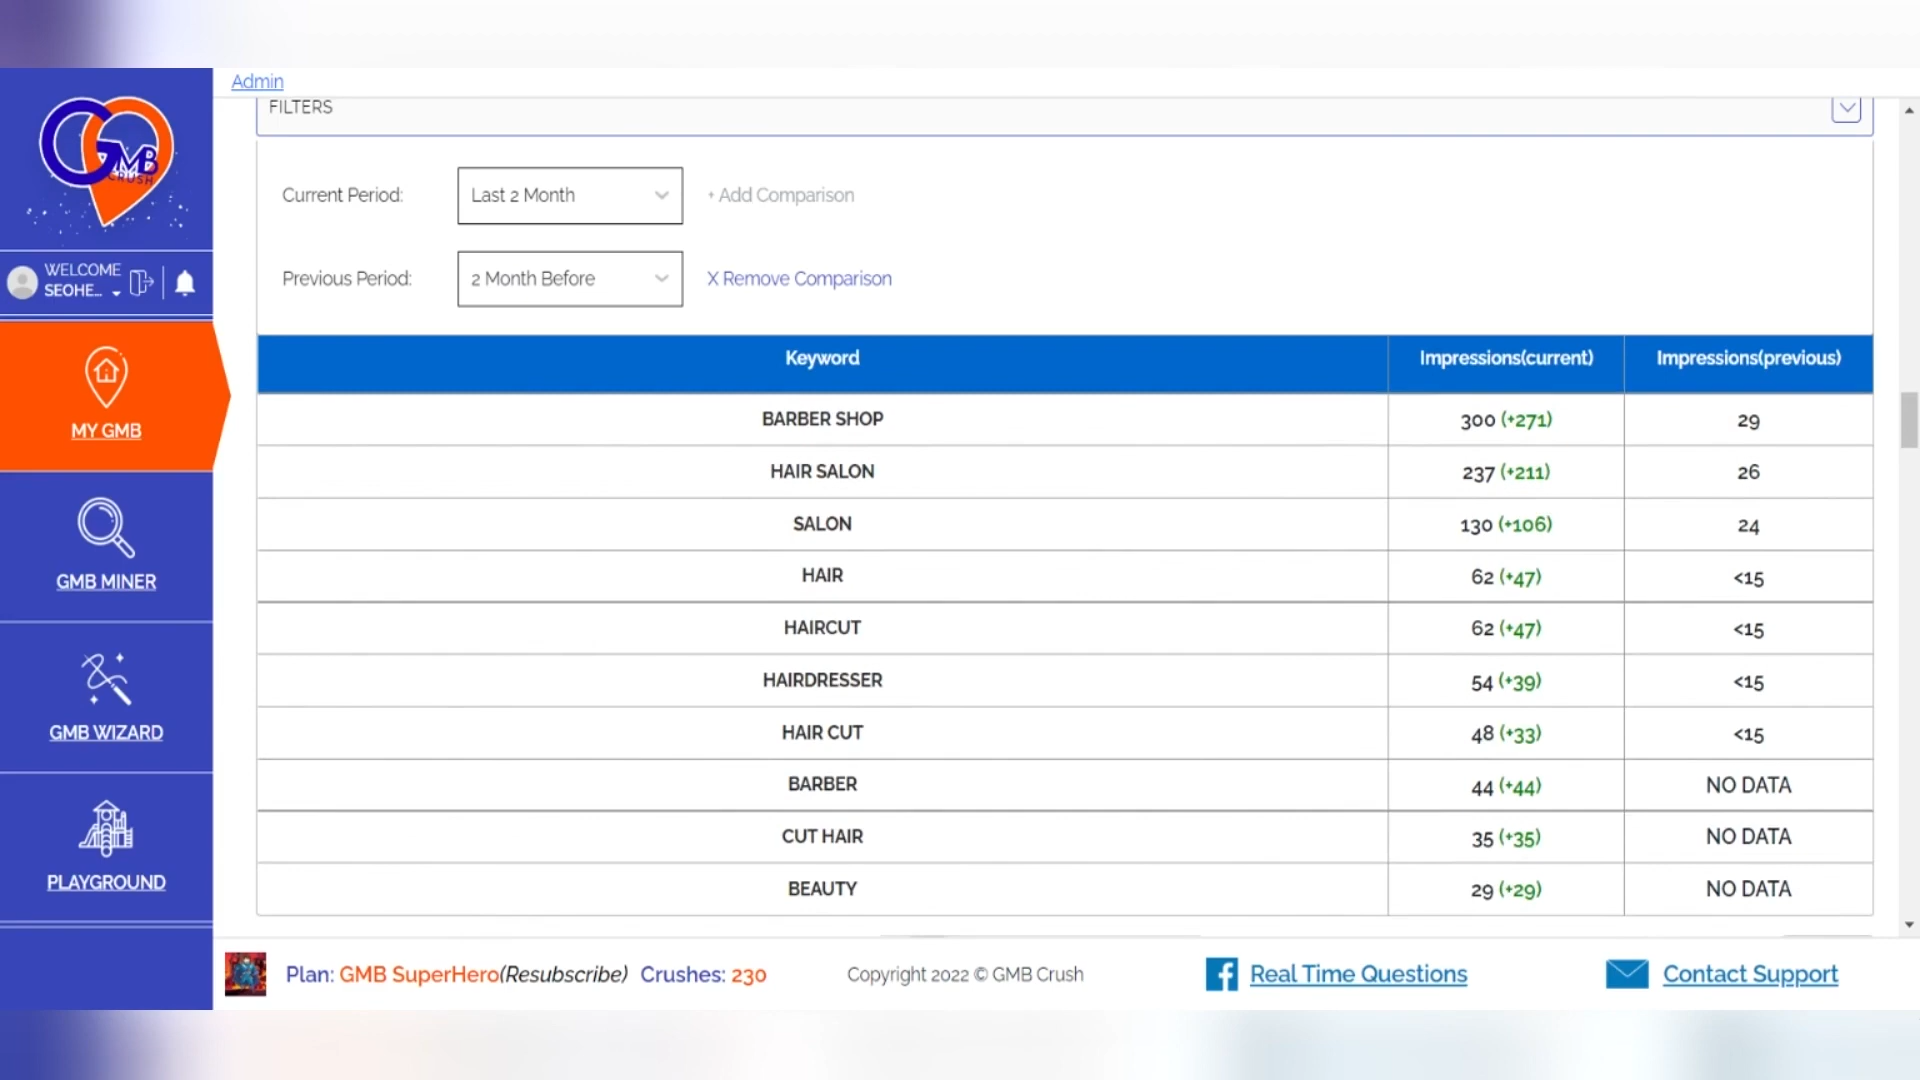 Admin
FILTERS
GMB
CRUSH
Current Period: Last 2 Month + Add Comparison
WELCOME
SEOHE...
Previous Period: 2 Month Before X Remove Comparison
MY GMB
GMB MINER
GMB WIZARD
PLAYGROUND
Keyword Impressions(current) Impressions(previous)
BARBER SHOP 300 (+271) 29
HAIR SALON 237 (+211) 26
SALON 130 (+106) 24
HAIR 62 (+47) <15
HAIRCUT 62 (+47) <15
HAIRDRESSER 54 (+39) <15
HAIR CUT 48 (+33) <15
BARBER 44 (+44) NO DATA
CUT HAIR 35 (+35) NO DATA
BEAUTY 29 (+29) NO DATA
Plan: GMB SuperHero(Resubscribe) Crushes: 230 Copyright 2022 © GMB Crush Real Time Questions Contact Support